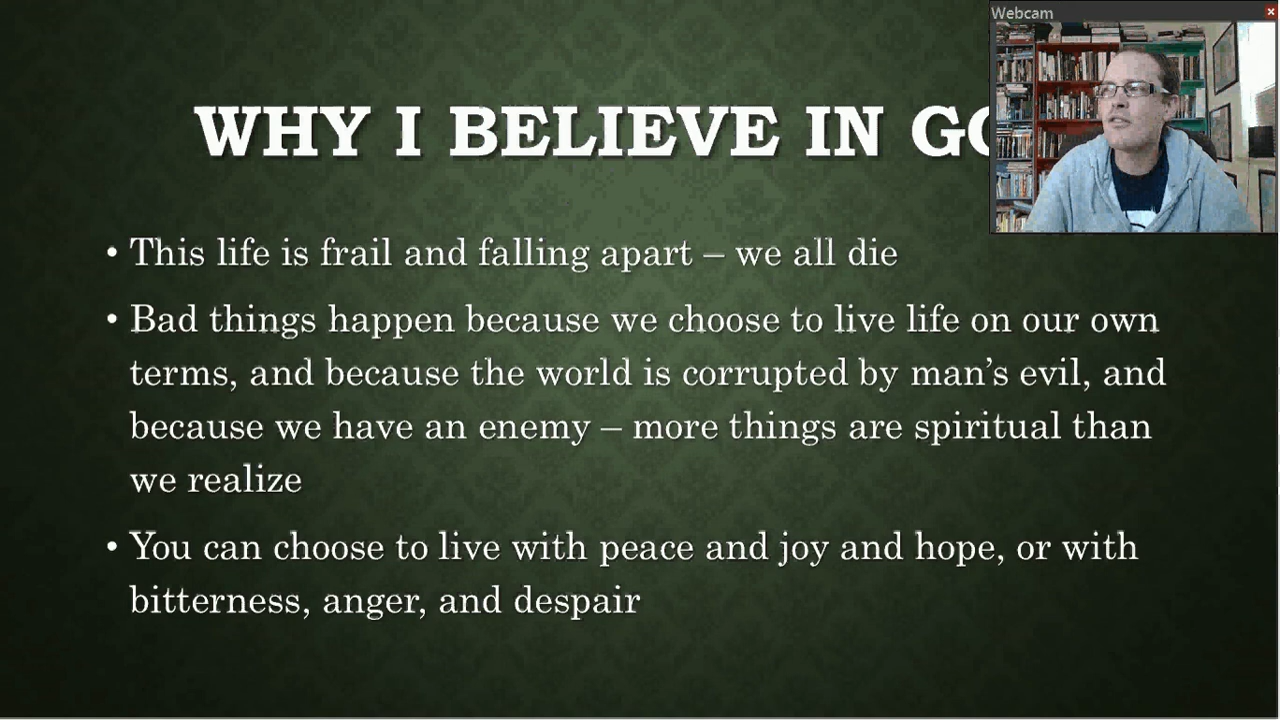 Webcam
WHY I BELIEVE IN
• This life is frail and falling apart – we all die
• Bad things happen because we choose to live life on our own
terms, and because the world is corrupted by man's evil, and
because we have an enemy – more things are spiritual than
we realize
• You can choose to live with peace and joy and hope, or with
bitterness, anger, and despair